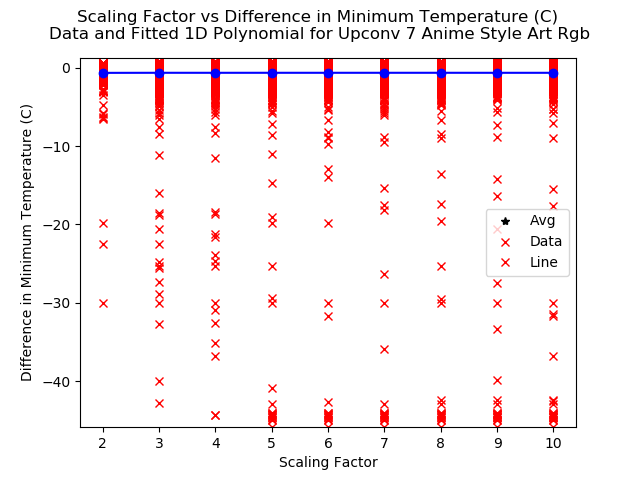 Scaling Factor vs Difference in Minimum Temperature (C)
Data and Fitted 1D Polynomial for Upconv 7 Anime Style Art Rgb
Difference in Minimum Temperature (C)
0
−10
−20
−30
−40
Avg
Data
Line
2 3 4 5 6 7 8 9 10
Scaling Factor